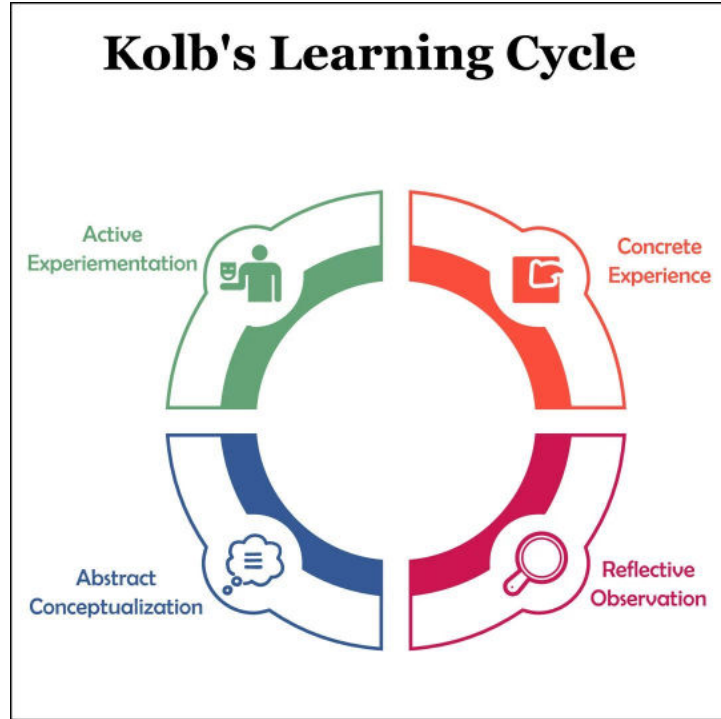 Kolb's Learning Cycle
Active
Experiementation
Concrete
Experience
Abstract
Conceptualization
Reflective
Observation